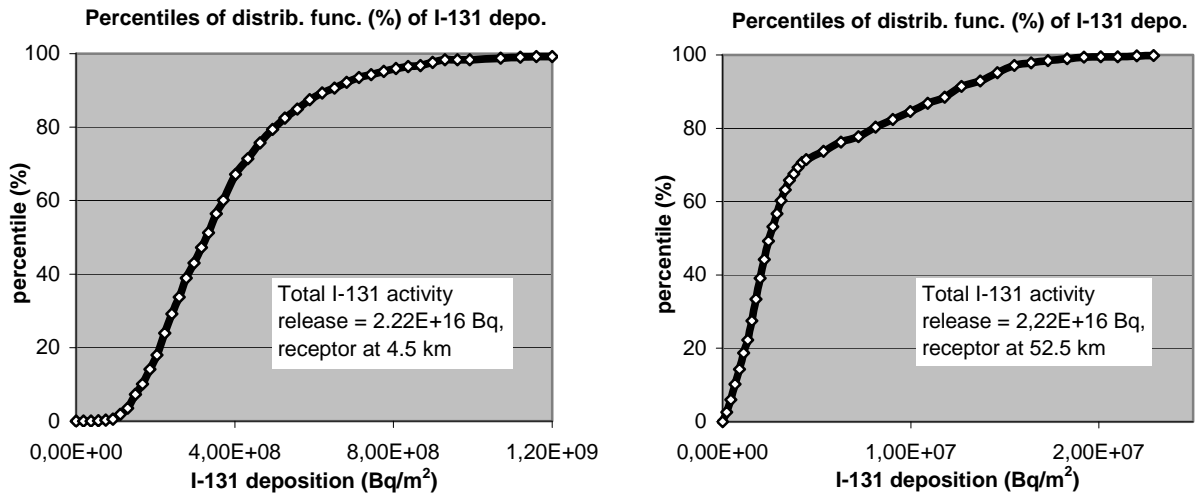 Percentiles of distrib. func. (%) of I-131 depo.
percentile (%)
100
80
60
40
20
0
Total I-131 activity
release = 2.22E+16 Bq,
receptor at 4.5 km
0,00E+00 4,00E+08 8,00E+08 1,20E+09
I-131 deposition (Bq/m²)
Percentiles of distrib. func. (%) of I-131 depo.
percentile (%)
100
80
60
40
20
0
Total I-131 activity
release = 2,22E+16 Bq,
receptor at 52.5 km
0,00E+00 1,00E+07 2,00E+07
I-131 deposition (Bq/m²)